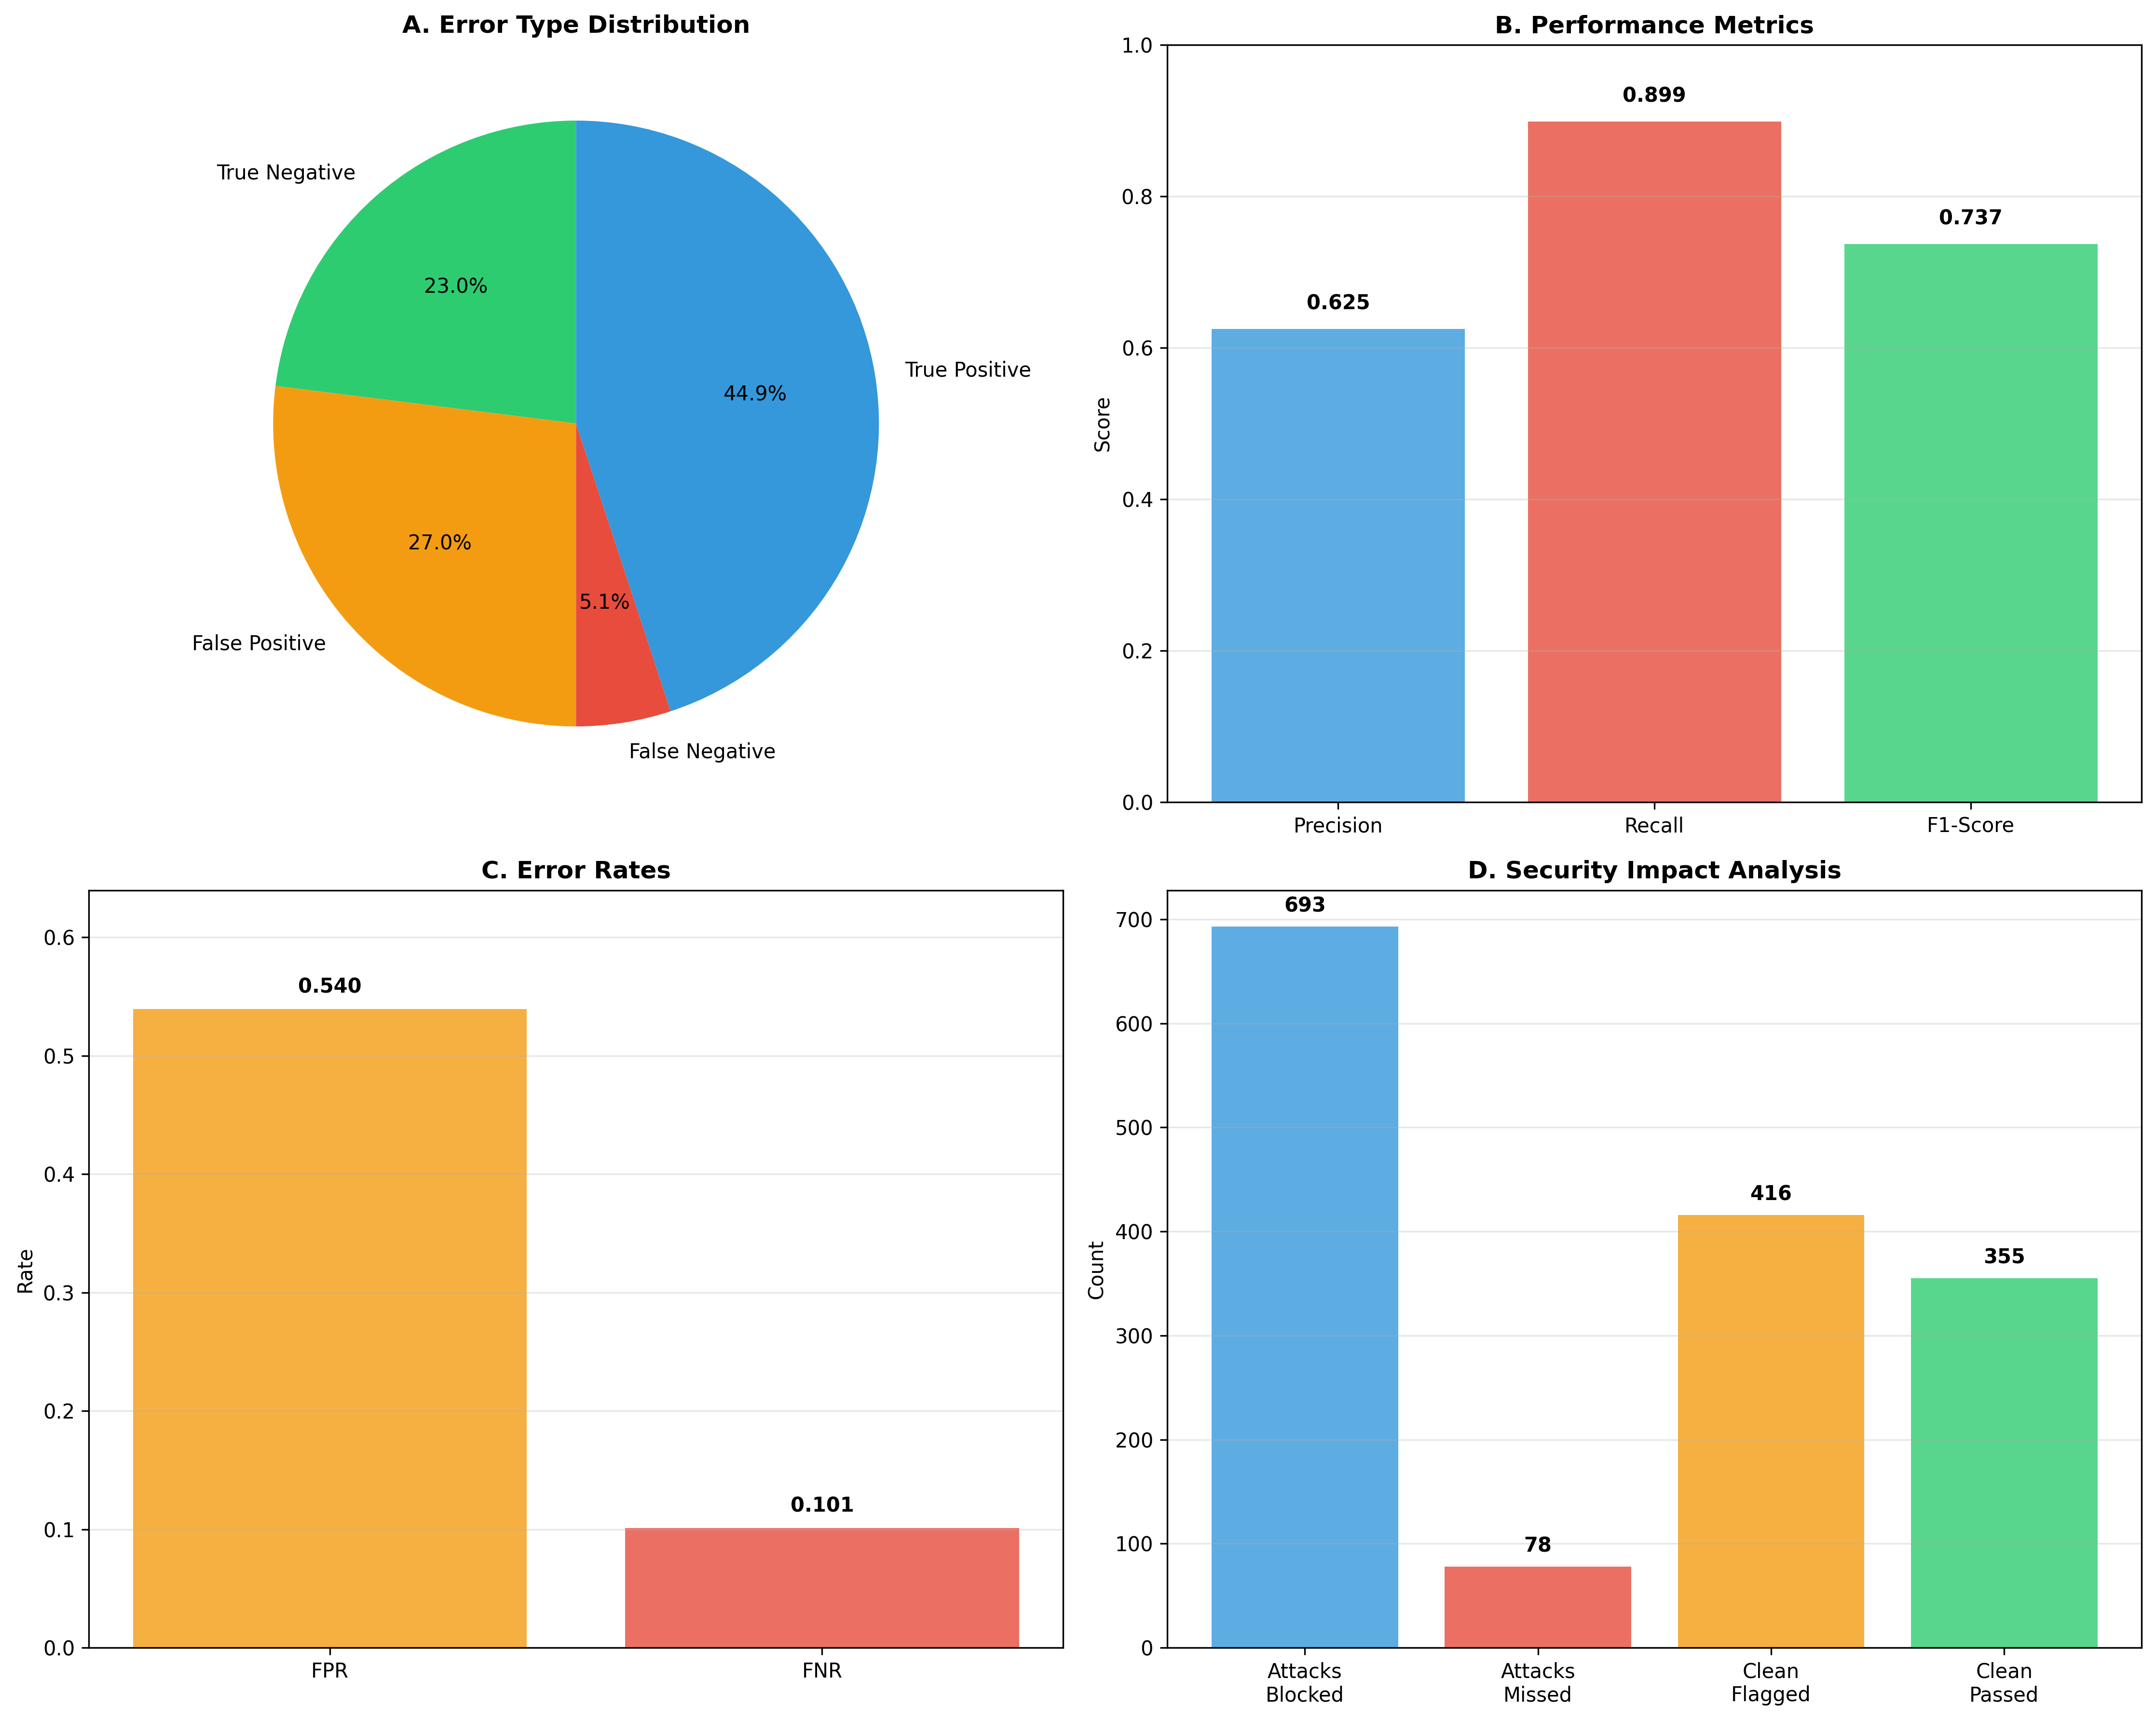 A. Error Type Distribution
True Negative
23.0%
44.9%
True Positive
27.0%
5.1%
False Positive
False Negative
B. Performance Metrics
1.0
0.8
0.6
0.4
0.2
0.0
Score
0.625
0.899
0.737
Precision
Recall
F1-Score
C. Error Rates
0.6
0.5
0.4
0.3
0.2
0.1
0.0
Rate
0.540
0.101
FPR
FNR
D. Security Impact Analysis
700
600
500
400
300
200
100
0
Count
693
78
416
355
Attacks
Blocked
Attacks
Missed
Clean
Flagged
Clean
Passed